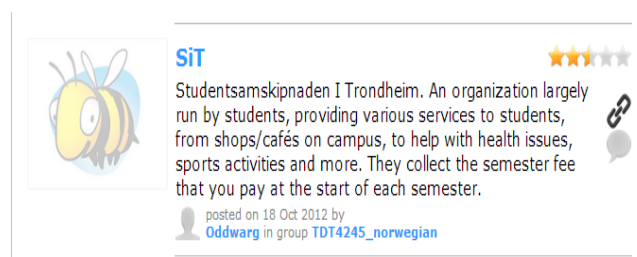 SiT
Studentsamskipnaden I Trondheim. An organization largely
run by students, providing various services to students,
from shops/cafés on campus, to help with health issues,
sports activities and more. They collect the semester fee
that you pay at the start of each semester.
posted on 18 Oct 2012 by
Oddwarg in group TDT4245_norwegian